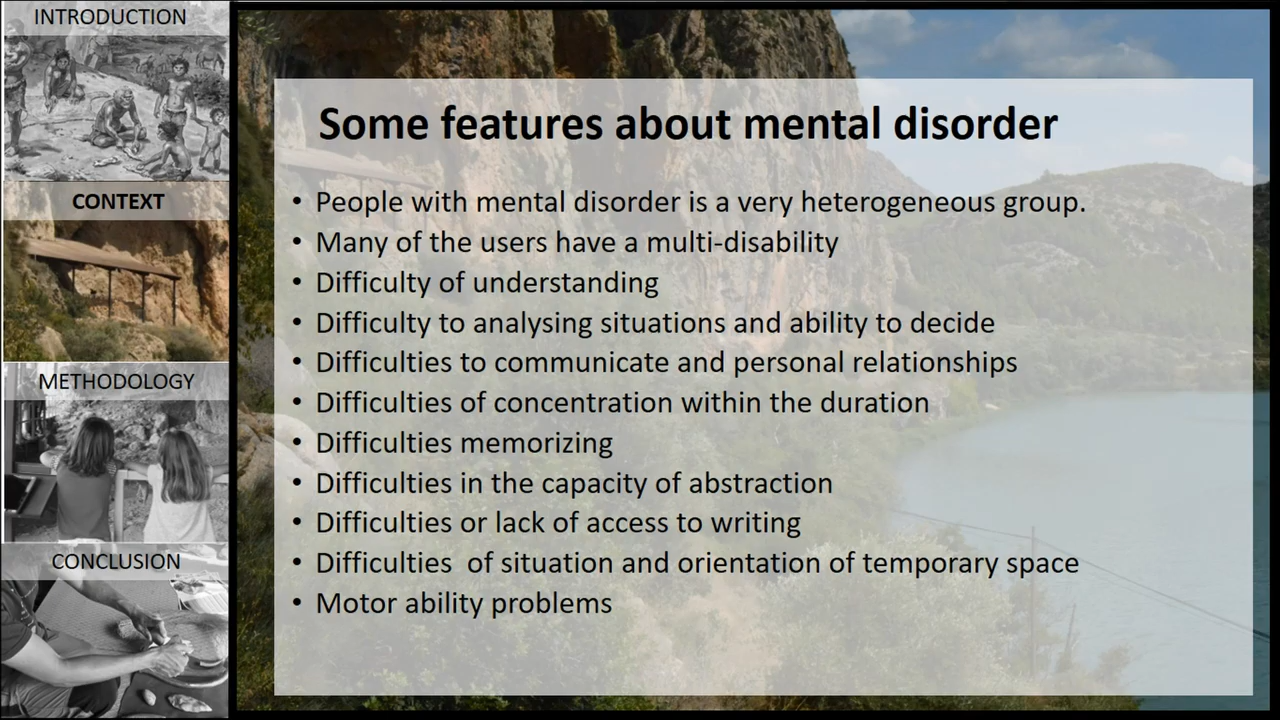 INTRODUCTION
CONTEXT
METHODOLOGY
CONCLUSION
Some features about mental disorder
• People with mental disorder is a very heterogeneous group.
• Many of the users have a multi-disability
• Difficulty of understanding
• Difficulty to analysing situations and ability to decide
• Difficulties to communicate and personal relationships
• Difficulties of concentration within the duration
• Difficulties memorizing
• Difficulties in the capacity of abstraction
• Difficulties or lack of access to writing
• Difficulties  of situation and orientation of temporary space
• Motor ability problems